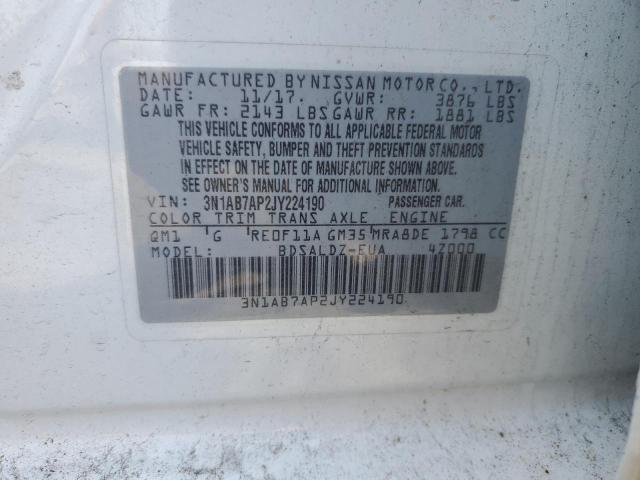 MANUFACTURED BY NISSAN MOTOR CO., LTD.
DATE: 11/17. GVWR: 3876 LBS
GAWR FR: 2143 LBS GAWR RR: 1881 LBS
THIS VEHICLE CONFORMS TO ALL APPLICABLE FEDERAL MOTOR
VEHICLE SAFETY, BUMPER AND THEFT PREVENTION STANDARDS
IN EFFECT ON THE DATE OF MANUFACTURE SHOWN ABOVE.
SEE OWNER'S MANUAL FOR ADDITIONAL INFORMATION.
VIN: 3N1AB7AP2JY224190 PASSENGER CAR.
COLOR TRIM TRANS AXLE ENGINE
QM1 G RE0F11A GM35 MRA8DE 1798 CC
MODEL: BDSALDZ-EUA 4Z000
3N1AB7AP2JY224190